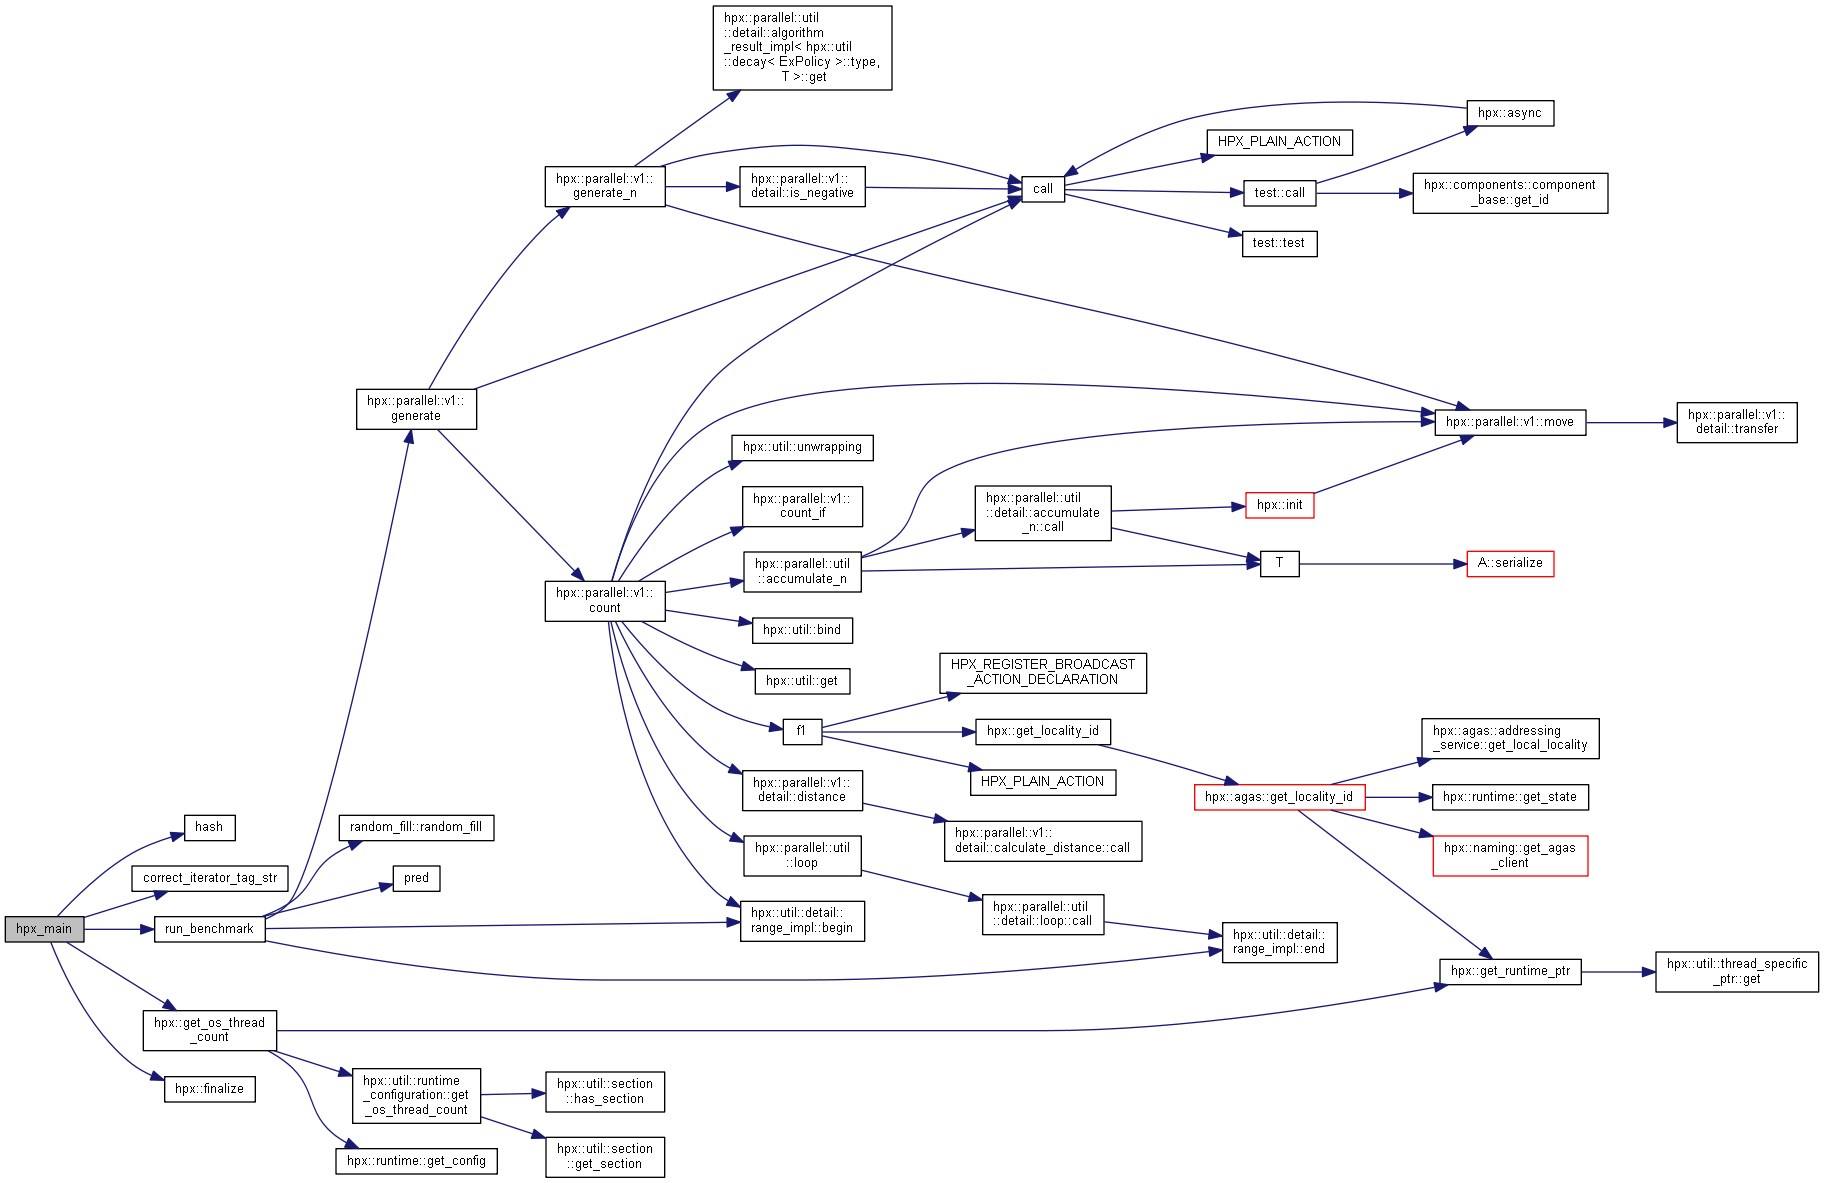 hpx_main
hash
correct_iterator_tag_str
run_benchmark
hpx::get_os_thread
_count
hpx::finalize
hpx::parallel::v1::
generate
random_fill::random_fill
pred
hpx::util::runtime
_configuration::get
_os_thread_count
hpx::runtime::get_config
hpx::parallel::v1::
generate_n
hpx::parallel::v1::
count
hpx::util::section
::has_section
hpx::util::section
::get_section
hpx::parallel::util
::detail::algorithm
_result_impl< hpx::util
::decay< ExPolicy >::type,
T >::get
hpx::parallel::v1::
detail::is_negative
hpx::util::unwrapping
hpx::parallel::v1::
count_if
hpx::parallel::util
::accumulate_n
hpx::util::bind
hpx::util::get
f1
hpx::parallel::v1::
detail::distance
hpx::parallel::util
::loop
hpx::util::detail::
range_impl::begin
call
hpx::parallel::util
::detail::accumulate
_n::call
HPX_REGISTER_BROADCAST
_ACTION_DECLARATION
hpx::get_locality_id
HPX_PLAIN_ACTION
hpx::parallel::v1::
detail::calculate_distance::call
hpx::parallel::util
::detail::loop::call
HPX_PLAIN_ACTION
test::call
test::test
hpx::init
T
hpx::agas::get_locality_id
hpx::util::detail::
range_impl::end
hpx::async
hpx::components::component
_base::get_id
hpx::parallel::v1::move
A::serialize
hpx::agas::addressing
_service::get_local_locality
hpx::runtime::get_state
hpx::naming::get_agas
_client
hpx::get_runtime_ptr
hpx::parallel::v1::
detail::transfer
hpx::util::thread_specific
_ptr::get